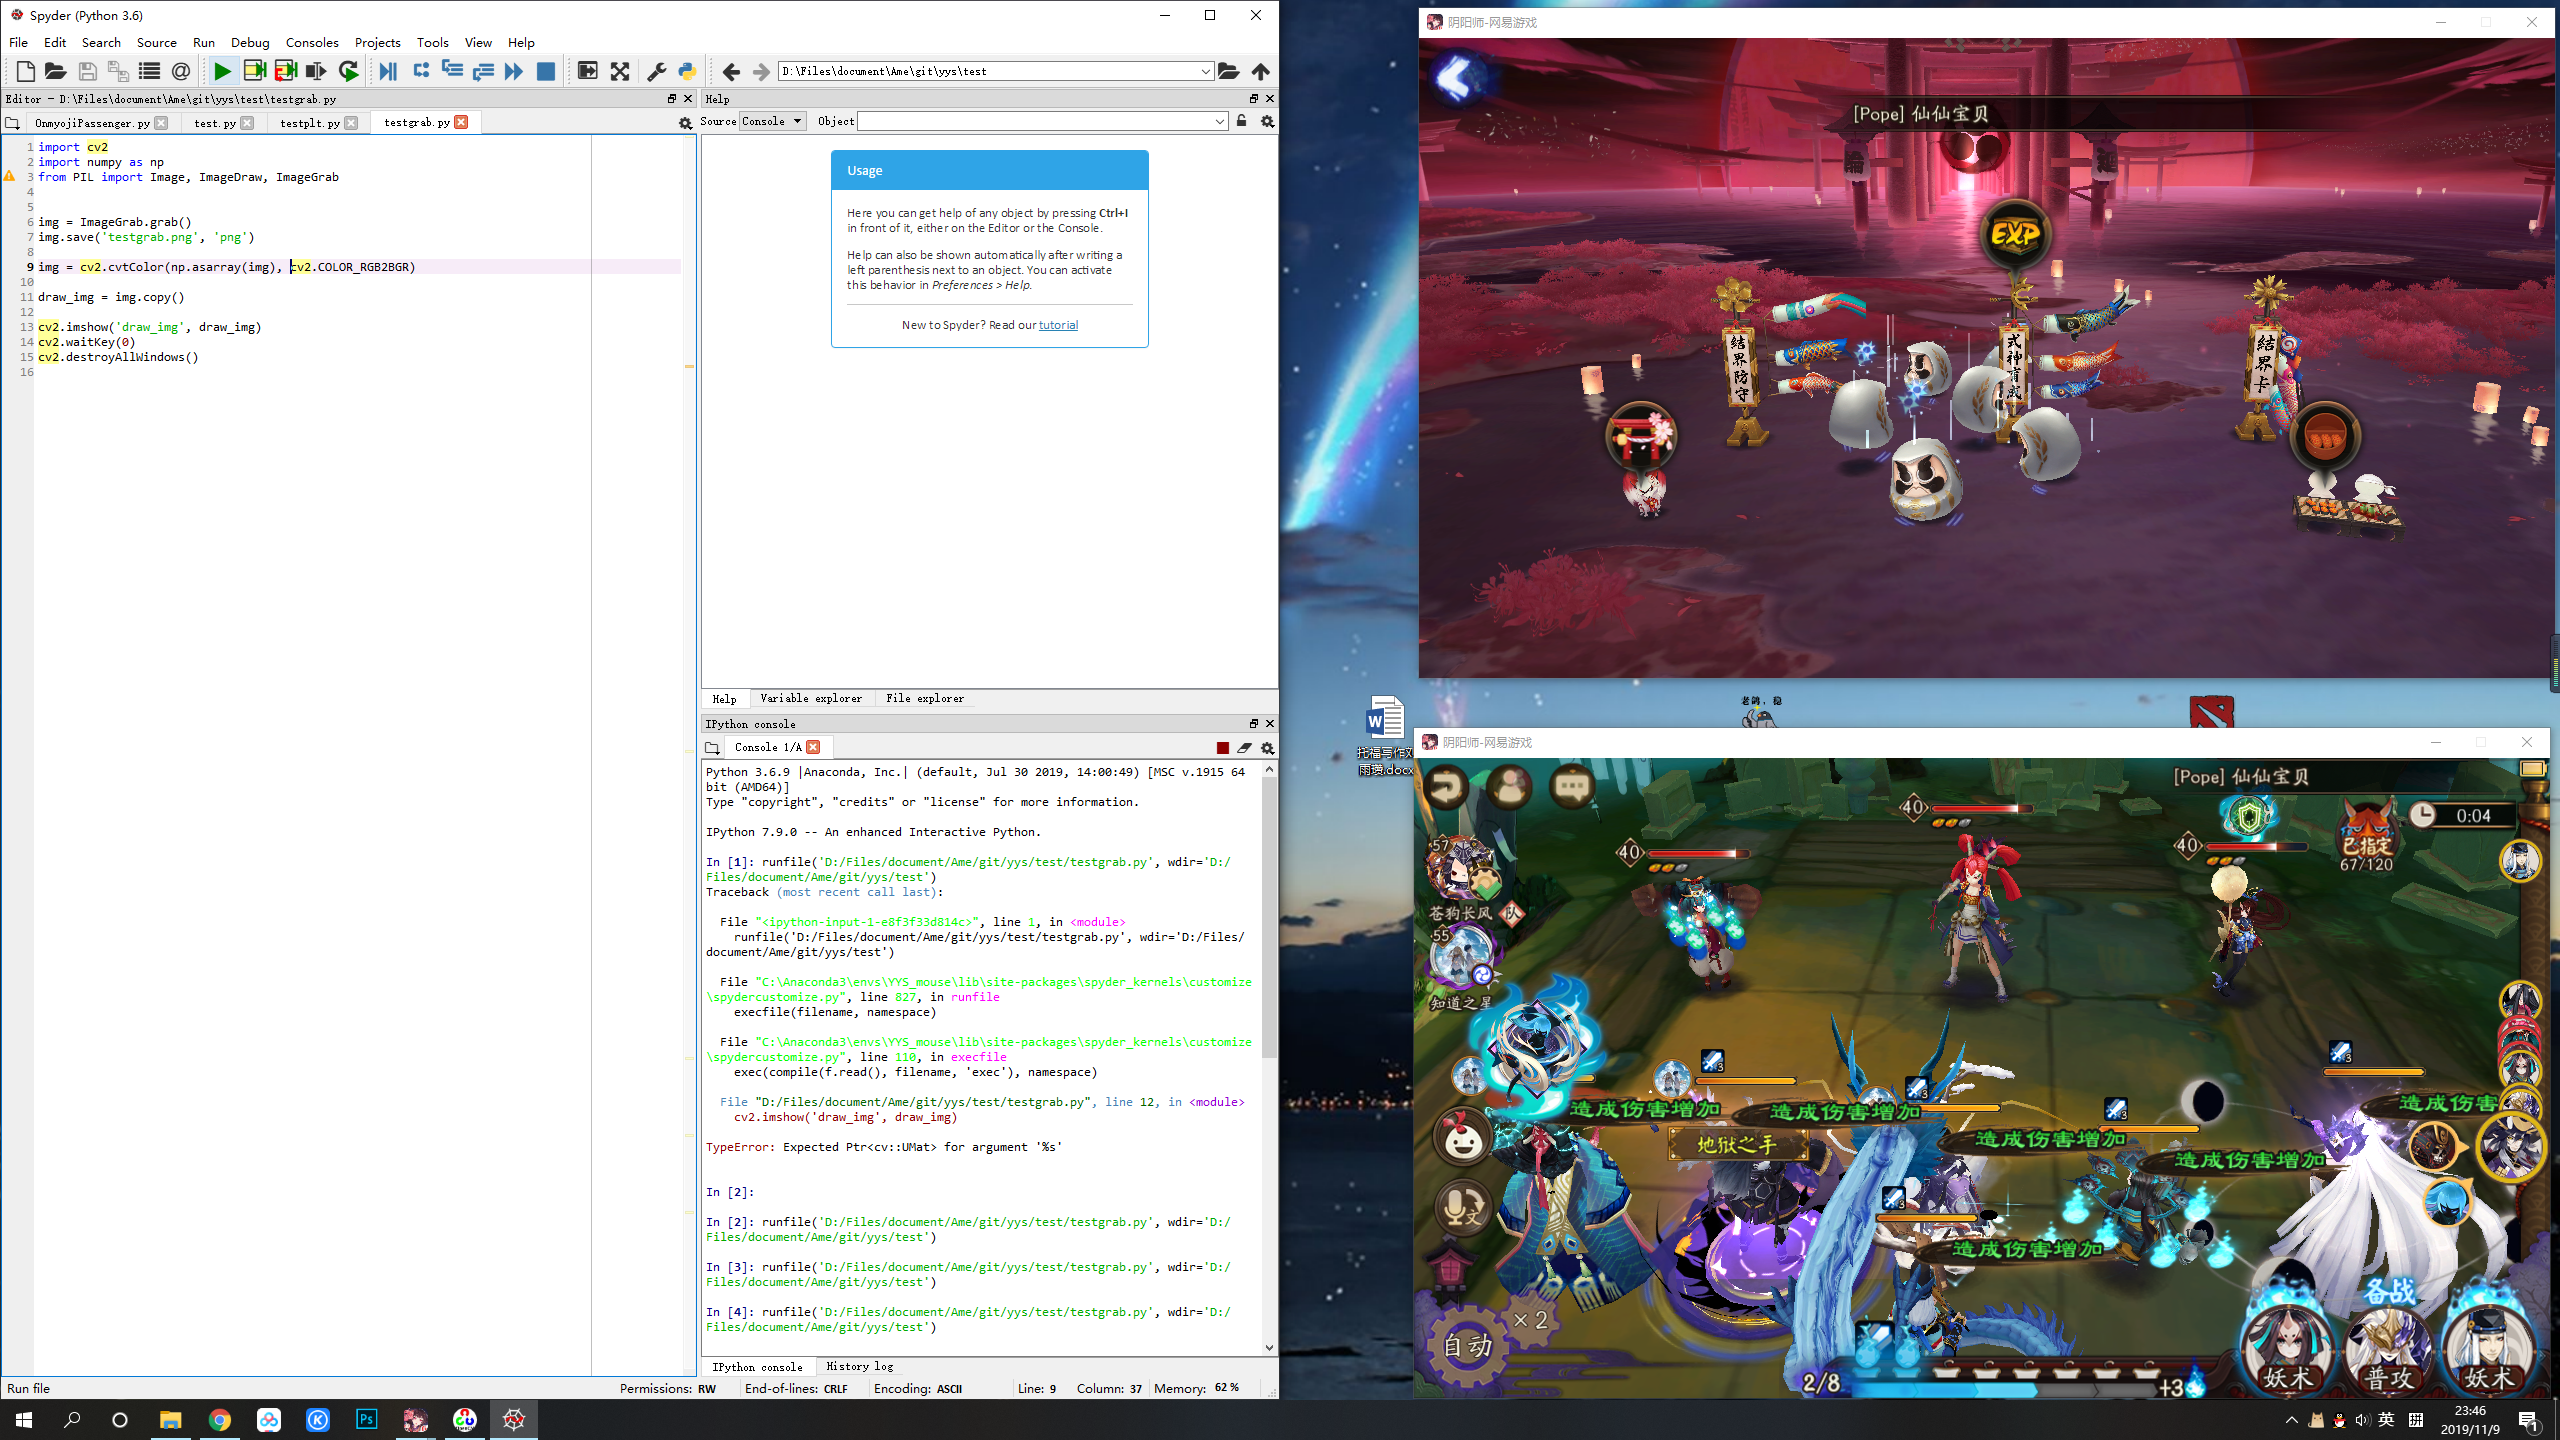 Spyder (Python 3.6)
File Edit Search Source Run Debug Consoles Projects Tools View Help
D:\Files\document\Ame\git\yys\test
Editor - D:\Files\document\Ame\git\yys\test\testgrab.py
OnmyojiPassenger.py test.py testplt.py testgrab.py
1 import cv2
2 import numpy as np
3 from PIL import Image, ImageDraw, ImageGrab
4
5
6 img = ImageGrab.grab()
7 img.save('testgrab.png', 'png')
8
9 img = cv2.cvtColor(np.asarray(img), cv2.COLOR_RGB2BGR)
10
11 draw_img = img.copy()
12
13 cv2.imshow('draw_img', draw_img)
14 cv2.waitKey(0)
15 cv2.destroyAllWindows()
16
Help
Source Console Object
Usage
Here you can get help of any object by pressing Ctrl+I
in front of it, either on the Editor or the Console.
Help can also be shown automatically after writing a
left parenthesis next to an object. You can activate
this behavior in Preferences > Help.
New to Spyder? Read our tutorial
Help Variable explorer File explorer
IPython console
Console 1/A
Python 3.6.9 |Anaconda, Inc.| (default, Jul 30 2019, 14:00:49) [MSC v.1915 64
bit (AMD64)]
Type "copyright", "credits" or "license" for more information.
IPython 7.9.0 -- An enhanced Interactive Python.
In [1]: runfile('D:/Files/document/Ame/git/yys/test/testgrab.py', wdir='D:/
Files/document/Ame/git/yys/test')
Traceback (most recent call last):
File "<ipython-input-1-e8f3f33d814c>", line 1, in <module>
runfile('D:/Files/document/Ame/git/yys/test/testgrab.py', wdir='D:/Files/
document/Ame/git/yys/test')
File "C:\Anaconda3\envs\YYS_mouse\lib\site-packages\spyder_kernels\customize
\spydercustomize.py", line 827, in runfile
execfile(filename, namespace)
File "C:\Anaconda3\envs\YYS_mouse\lib\site-packages\spyder_kernels\customize
\spydercustomize.py", line 110, in execfile
exec(compile(f.read(), filename, 'exec'), namespace)
File "D:/Files/document/Ame/git/yys/test/testgrab.py", line 12, in <module>
cv2.imshow('draw_img', draw_img)
TypeError: Expected Ptr<cv::UMat> for argument '%s'
In [2]:
In [2]: runfile('D:/Files/document/Ame/git/yys/test/testgrab.py', wdir='D:/
Files/document/Ame/git/yys/test')
In [3]: runfile('D:/Files/document/Ame/git/yys/test/testgrab.py', wdir='D:/
Files/document/Ame/git/yys/test')
In [4]: runfile('D:/Files/document/Ame/git/yys/test/testgrab.py', wdir='D:/
Files/document/Ame/git/yys/test')
IPython console History log
Run file
Permissions: RW End-of-lines: CRLF Encoding: ASCII Line: 9 Column: 37 Memory: 62 %
阴阳师-网易游戏
[Pope] 仙仙宝贝
EXP
結界防守
式神育成
結界卡
老鸽，稳
托福写作刘
雨璜.docx
阴阳师-网易游戏
[Pope] 仙仙宝贝
0:04
已指定
67/120
40
40
40
57
苍狗长风
队
55
知道之星
3
3
3
3
3
造成伤害增加
造成伤害增加
造成伤害增加
造成伤害增加
造成伤害
造成伤害增加
地狱之手
文
× 2
自动
备战
妖术
普攻
妖术
2/8
+3
Ps
英
拼
23:46
2019/11/9
1